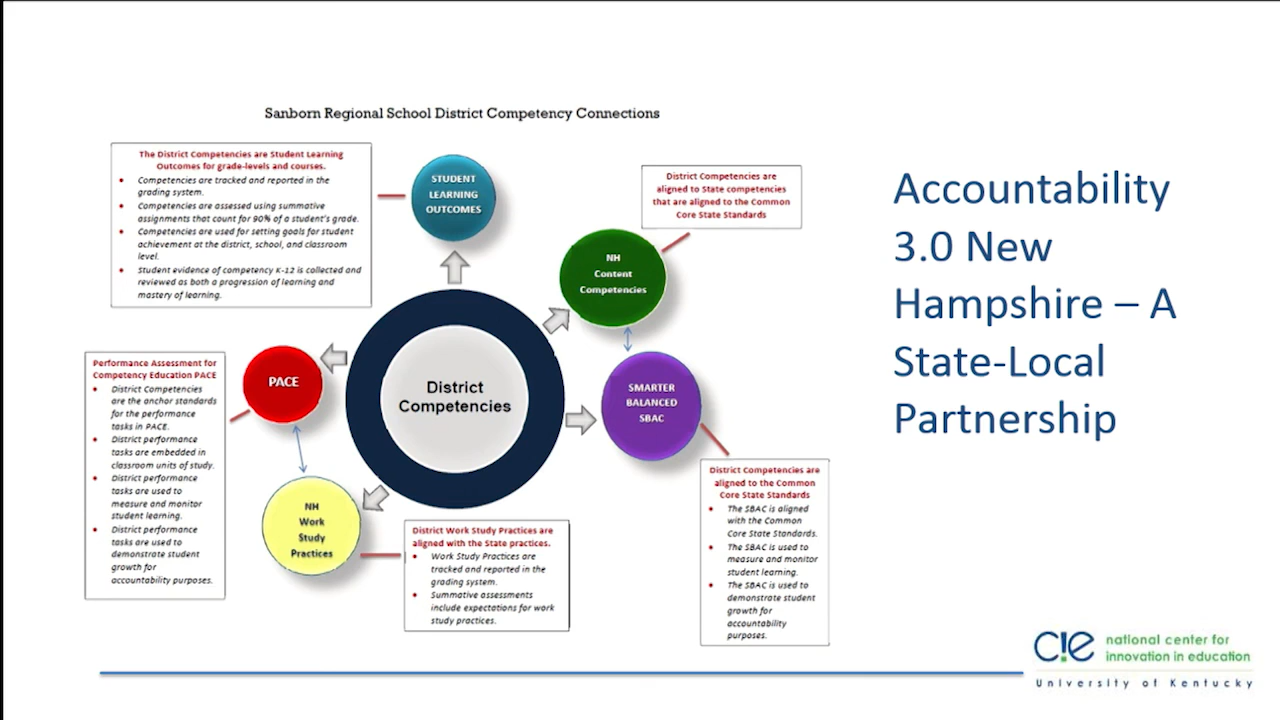 Sanborn Regional School District Competency Connections
The District Competencies are Student Learning
Outcomes for grade-levels and courses.
• Competencies are tracked and reported in the
grading system.
• Competencies are assessed using summative
assignments that count for 90% of a student's grade.
• Competencies are used for setting goals for student
achievement at the district, school, and classroom
level.
• Student evidence of competency K-12 is collected and
reviewed as both a progression of learning and
mastery of learning.
STUDENT
LEARNING
OUTCOMES
District Competencies are
aligned to State competencies
that are aligned to the Common
Core State Standards
NH
Content
Competencies
Performance Assessment for
Competency Education PACE
• District Competencies
are the anchor standards
for the performance
tasks in PACE.
• District performance
tasks are embedded in
classroom units of study.
• District performance
tasks are used to
measure and monitor
student learning.
• District performance
tasks are used to
demonstrate student
growth for
accountability purposes.
PACE
District
Competencies
SMARTER
BALANCED
SBAC
NH
Work
Study
Practices
District Work Study Practices are
aligned with the State practices.
• Work Study Practices are
tracked and reported in the
grading system.
• Summative assessments
include expectations for work
study practices.
District Competencies are
aligned to the Common
Core State Standards
• The SBAC is aligned
with the Common
Core State Standards.
• The SBAC is used to
measure and monitor
student learning.
• The SBAC is used to
demonstrate student
growth for
accountability
purposes.
Accountability
3.0 New
Hampshire – A
State-Local
Partnership
c!e national center for
innovation in education
University of Kentucky